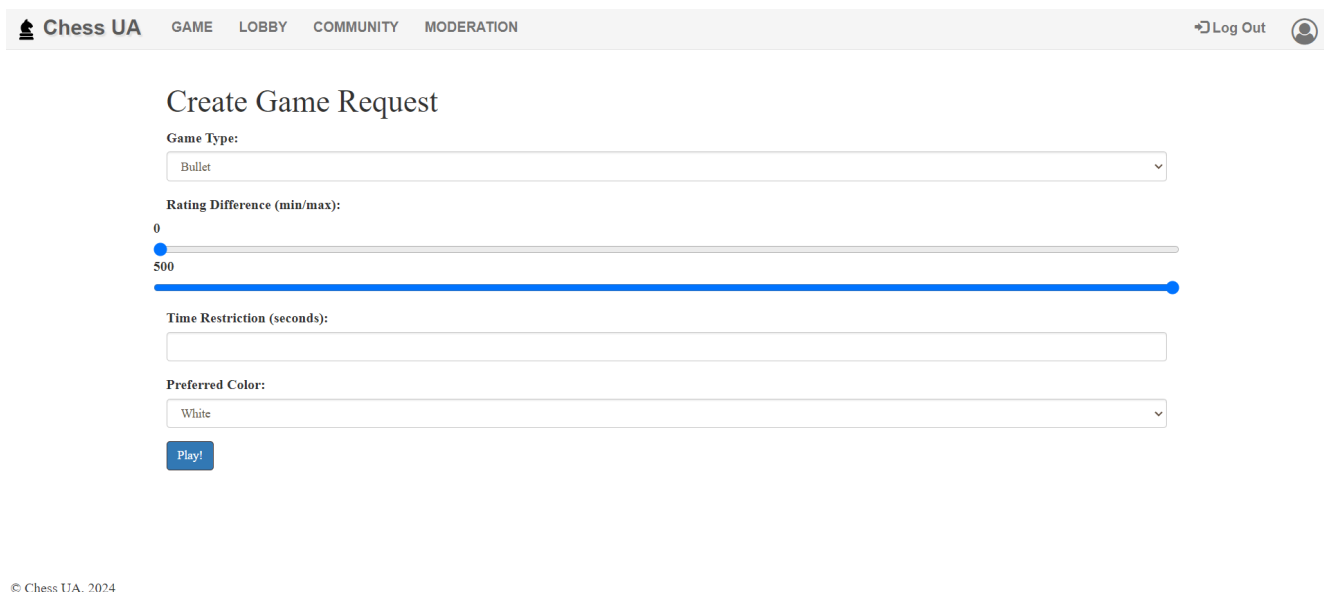 Chess UA GAME LOBBY COMMUNITY MODERATION Log Out
Create Game Request
Game Type:
Bullet
Rating Difference (min/max):
0
500
Time Restriction (seconds):
Preferred Color:
White
Play!
© Chess UA, 2024